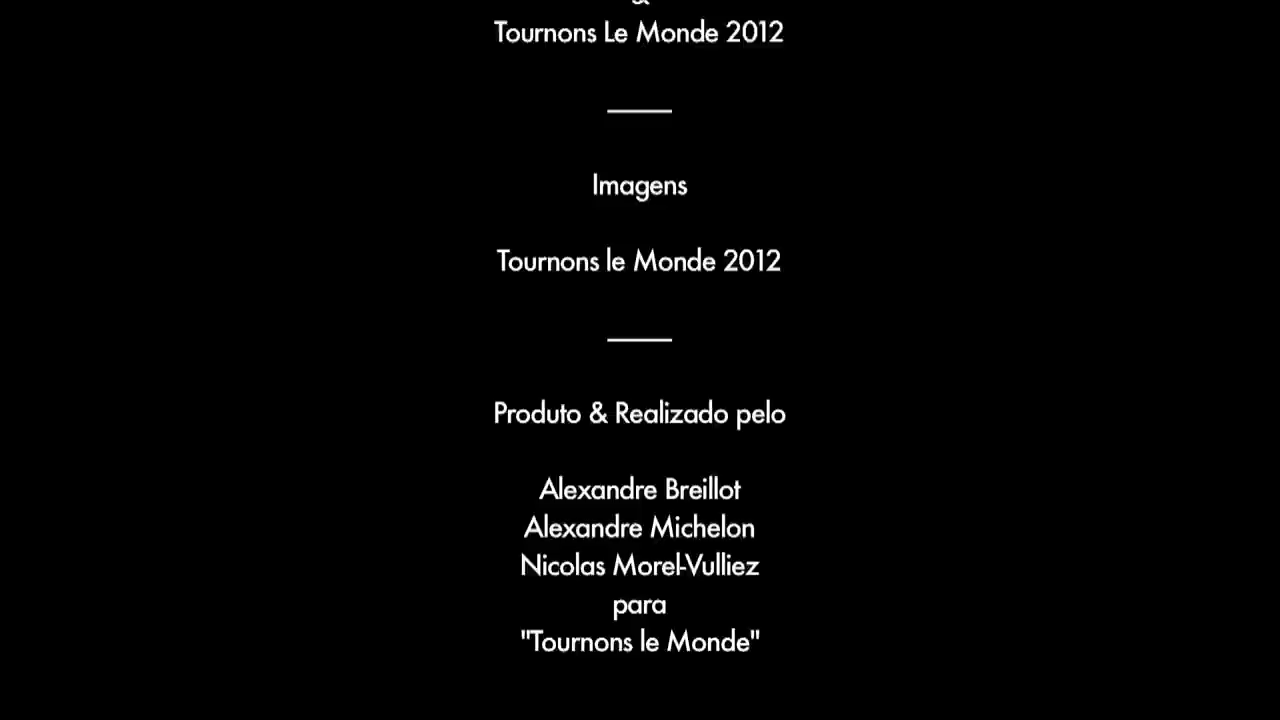 &
Tournons Le Monde 2012
Imagens
Tournons le Monde 2012
Produto & Realizado pelo
Alexandre Breillot
Alexandre Michelon
Nicolas Morel-Vulliez
para
"Tournons le Monde"